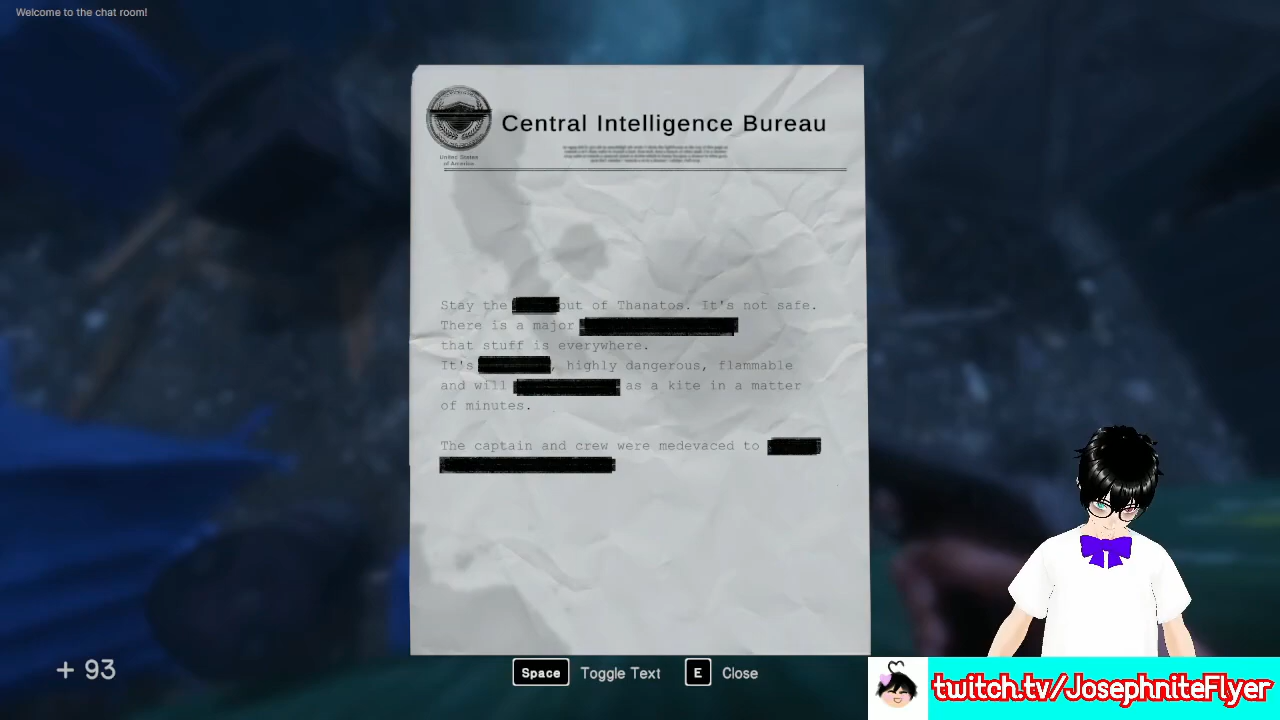 Welcome to the chat room!
Central Intelligence Bureau
United States
of America
Stay the out of Thanatos. It's not safe.
There is a major
that stuff is everywhere.
It's , highly dangerous, flammable
and will as a kite in a matter
of minutes.
The captain and crew were medevaced to
+ 93
Space Toggle Text E Close
twitch.tv/JosephniteFlyer